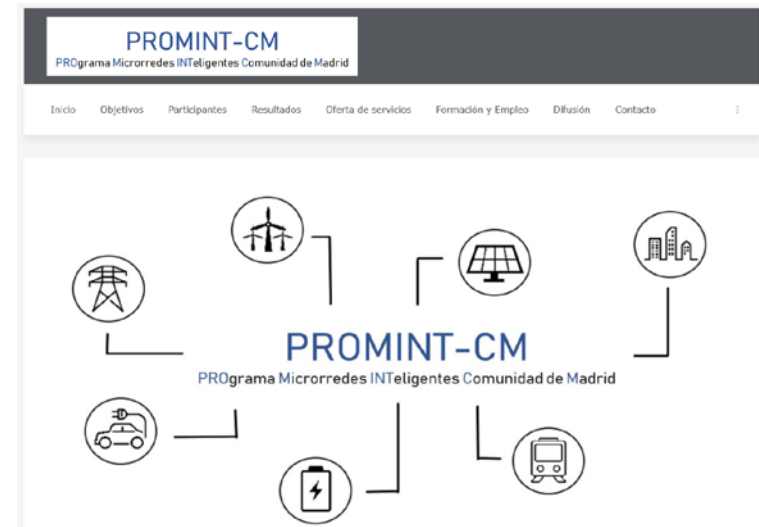 PROMINT-CM
PROgrama Microrredes INTeligentes Comunidad de Madrid
Inicio Objetivos Participantes Resultados Oferta de servicios Formación y Empleo Difusión Contacto
PROMINT-CM
PROgrama Microrredes INTeligentes Comunidad de Madrid